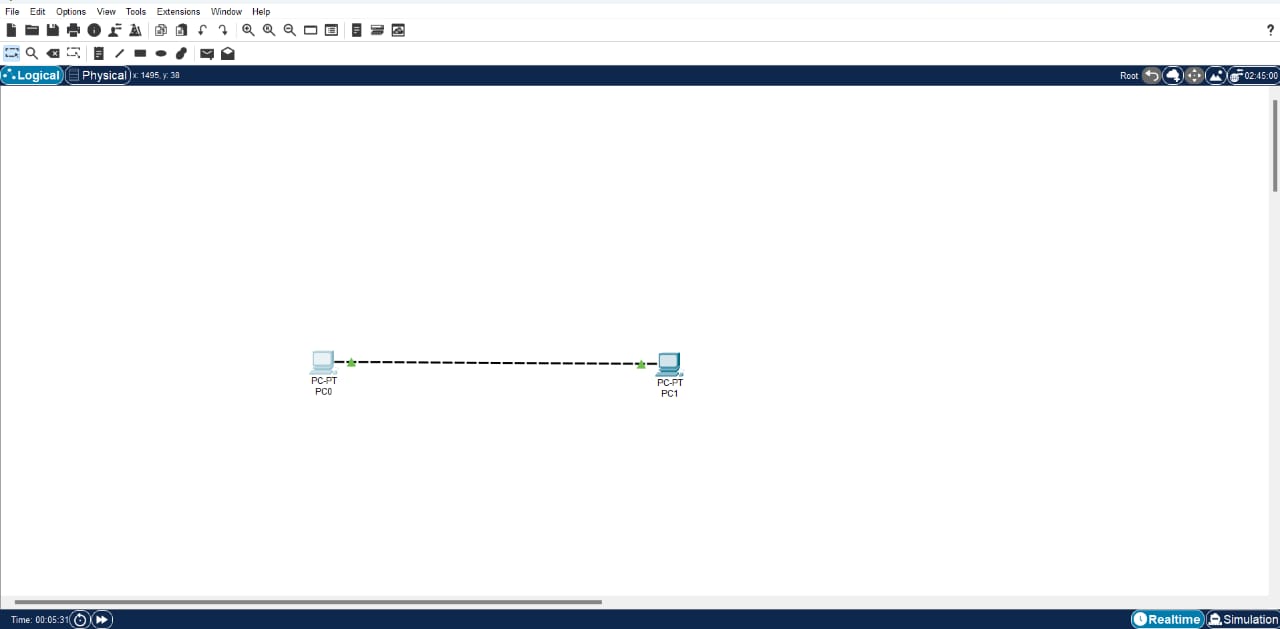 File Edit Options View Tools Extensions Window Help
?
Logical Physical x: 1495, y: 38 Root 02:45:00
PC-PT
PC0
PC-PT
PC1
Time: 00:05:31 Realtime Simulation